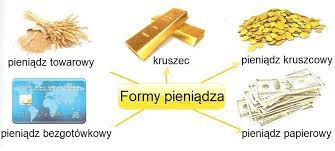 pieniądz towarowy
kruszec
pieniądz kruszcowy
Formy pieniądza
pieniądz bezgotówkowy
pieniądz papierowy